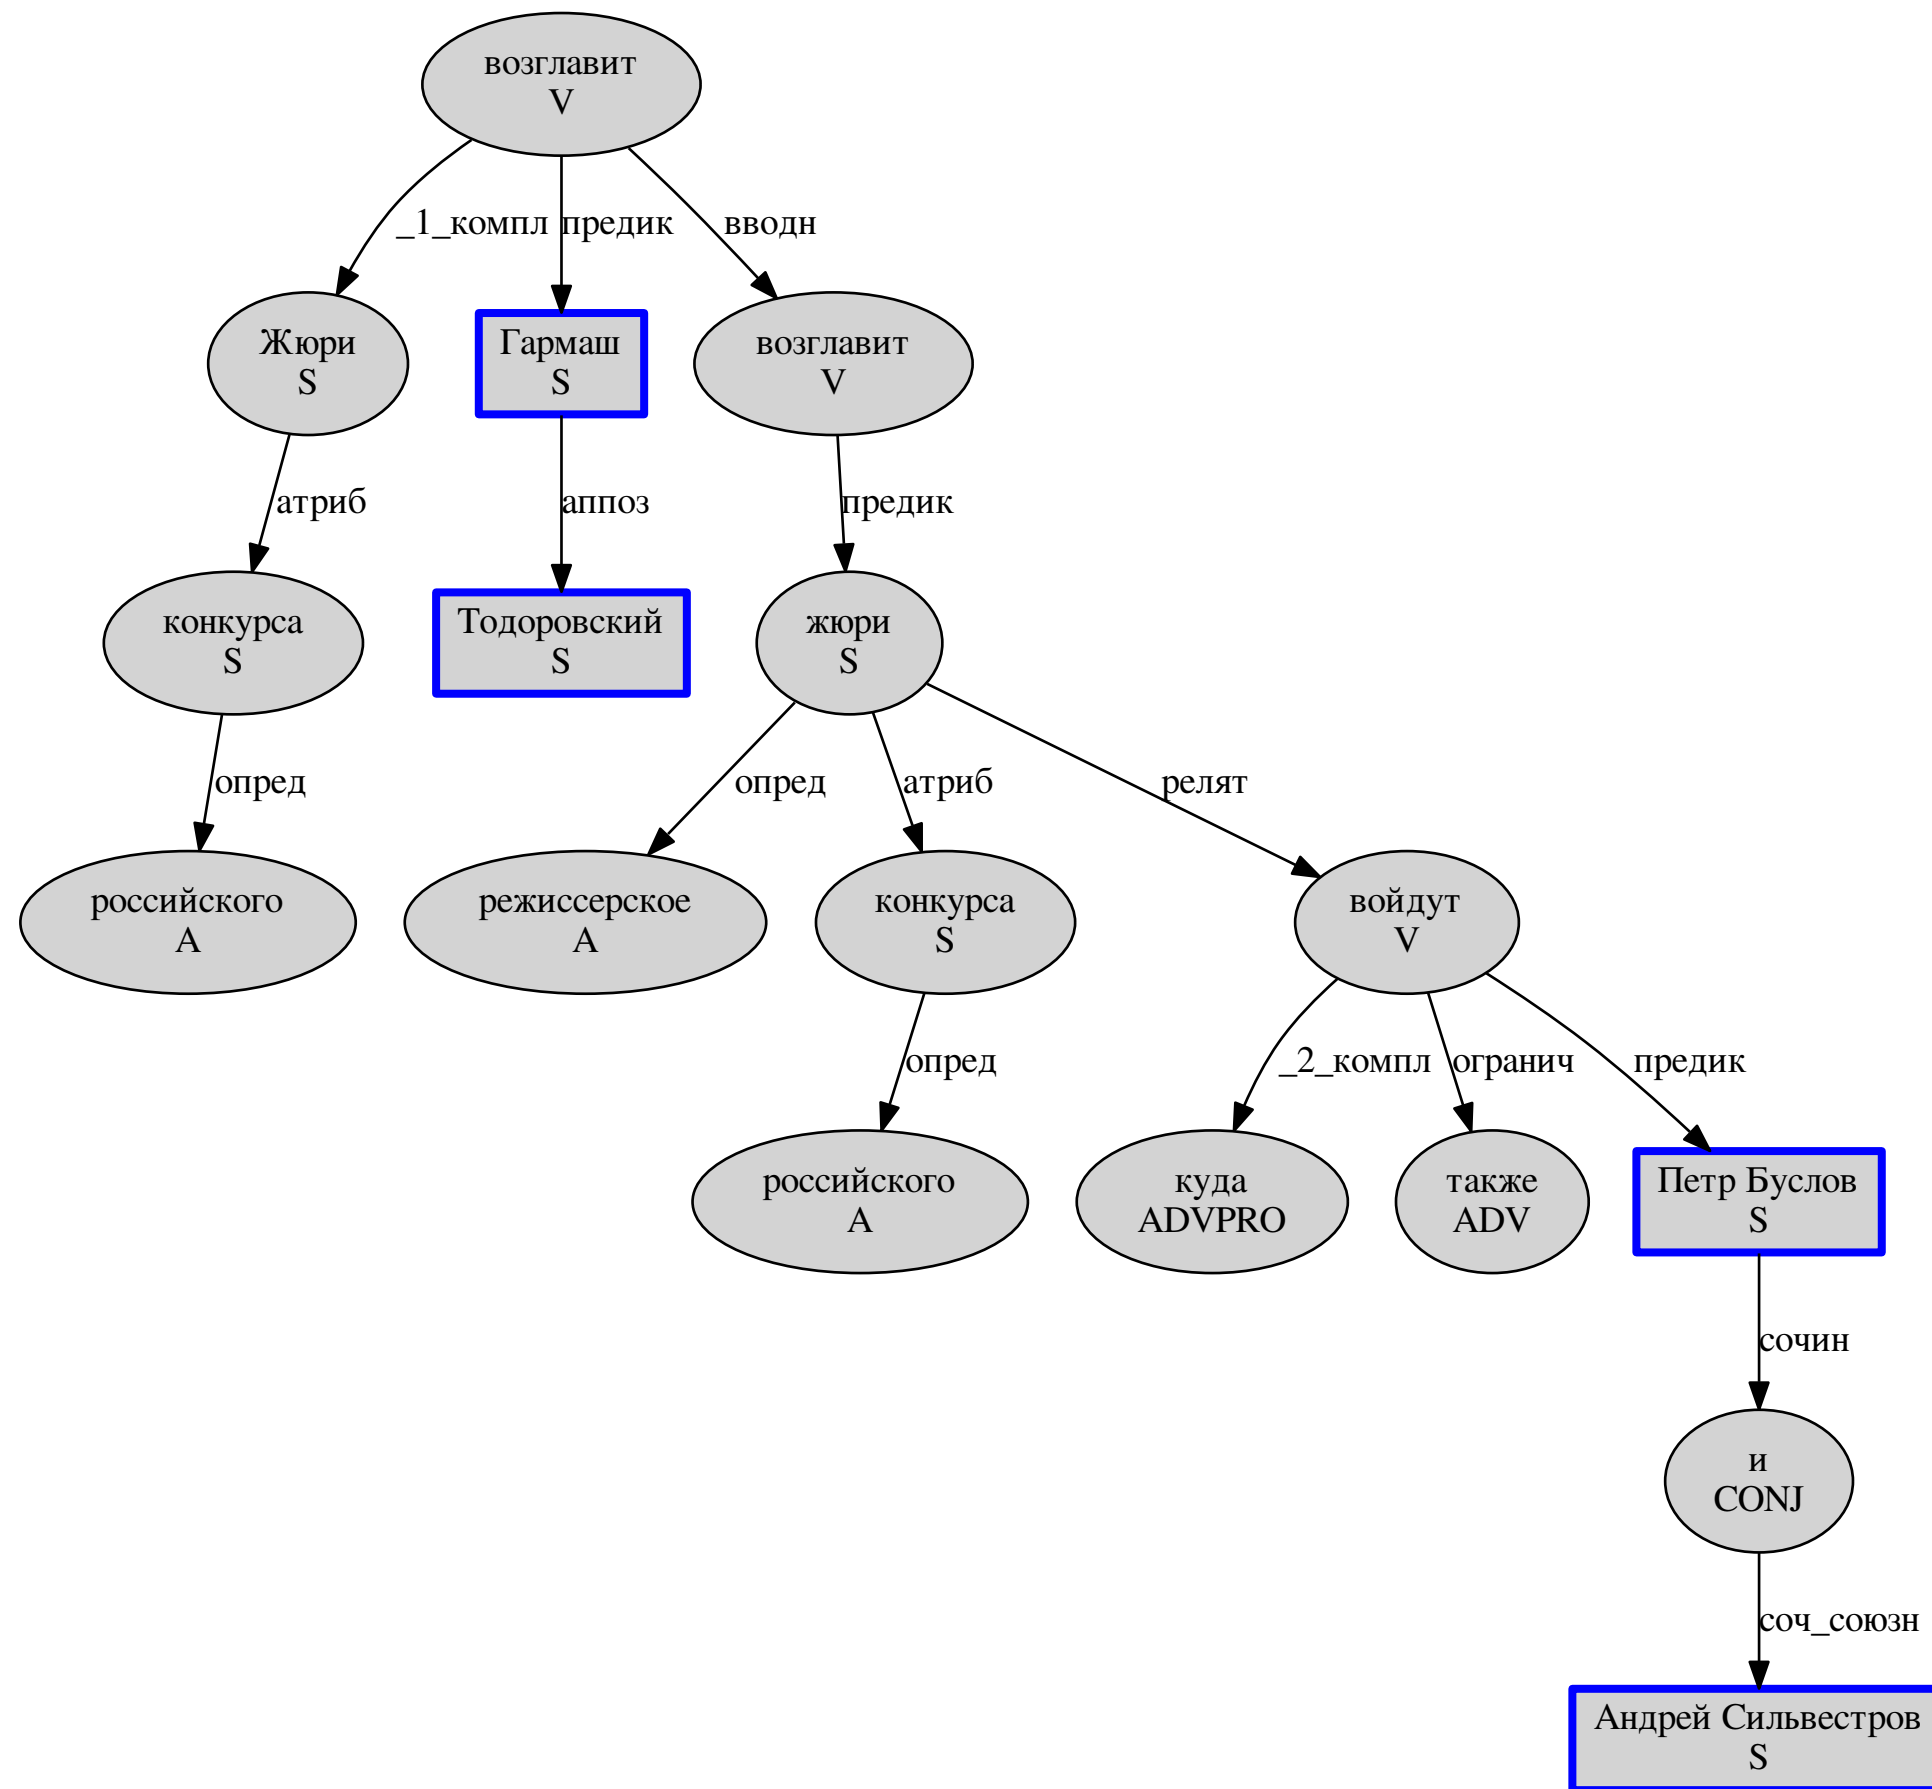 возглавит
V
_1_компл
предик
вводн
Жюри
S
Гармаш
S
возглавит
V
атриб
аппоз
предик
конкурса
S
Тодоровский
S
жюри
S
опред
опред
атриб
релят
российского
A
режиссерское
A
конкурса
S
войдут
V
опред
_2_компл
огранич
предик
российского
A
куда
ADVPRO
также
ADV
Петр Буслов
S
сочин
и
CONJ
соч_союзн
Андрей Сильвестров
S